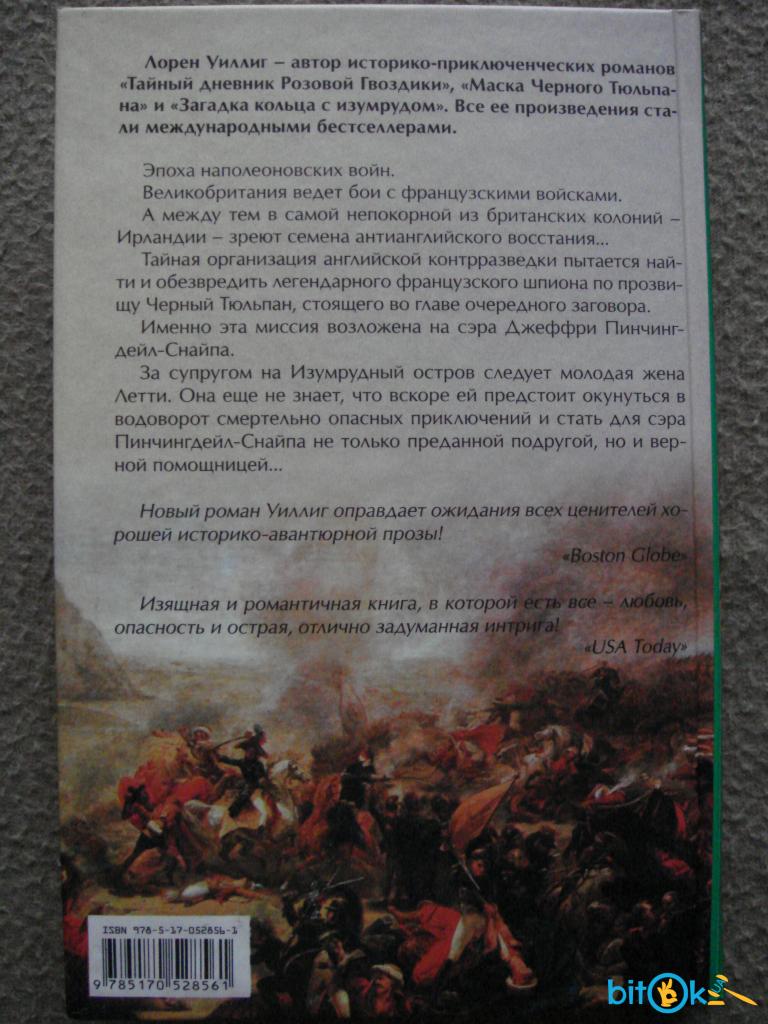 Лорен Уиллиг – автор историко-приключенческих романов
«Тайный дневник Розовой Гвоздики», «Маска Черного Тюльпа-
на» и «Загадка кольца с изумрудом». Все ее произведения ста-
ли международными бестселлерами.
Эпоха наполеоновских войн.
Великобритания ведет бои с французскими войсками.
А между тем в самой непокорной из британских колоний –
Ирландии – зреют семена антианглийского восстания...
Тайная организация английской контрразведки пытается най-
ти и обезвредить легендарного французского шпиона по прозви-
щу Черный Тюльпан, стоящего во главе очередного заговора.
Именно эта миссия возложена на сэра Джеффри Пинчинг-
дейл-Снайпа.
За супругом на Изумрудный остров следует молодая жена
Летти. Она еще не знает, что вскоре ей предстоит окунуться в
водоворот смертельно опасных приключений и стать для сэра
Пинчингдейл-Снайпа не только преданной подругой, но и вер-
ной помощницей...
Новый роман Уиллиг оправдает ожидания всех ценителей хо-
рошей историко-авантюрной прозы!
«Boston Globe»
Изящная и романтичная книга, в которой есть все – любовь,
опасность и острая, отлично задуманная интрига!
«USA Today»
ISBN 978-5-17-052856-1
9 785170 528561
bitOk UA